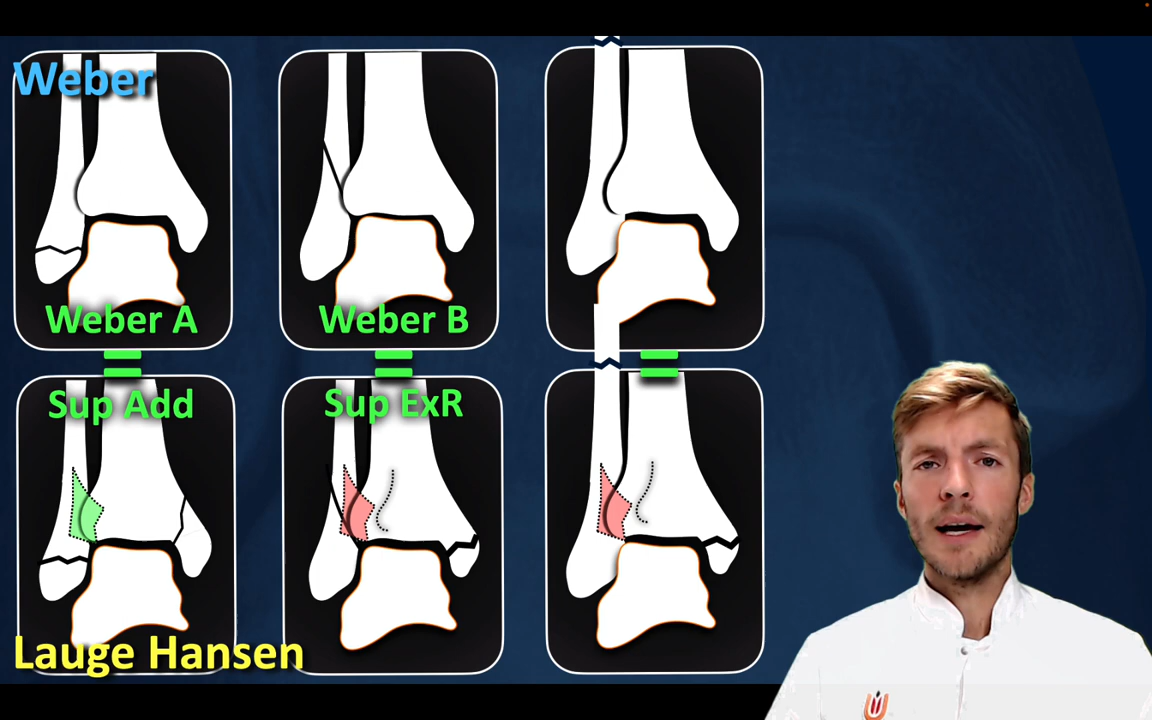 Weber
Weber A
Weber B
Sup Add
Sup ExR
Lauge Hansen